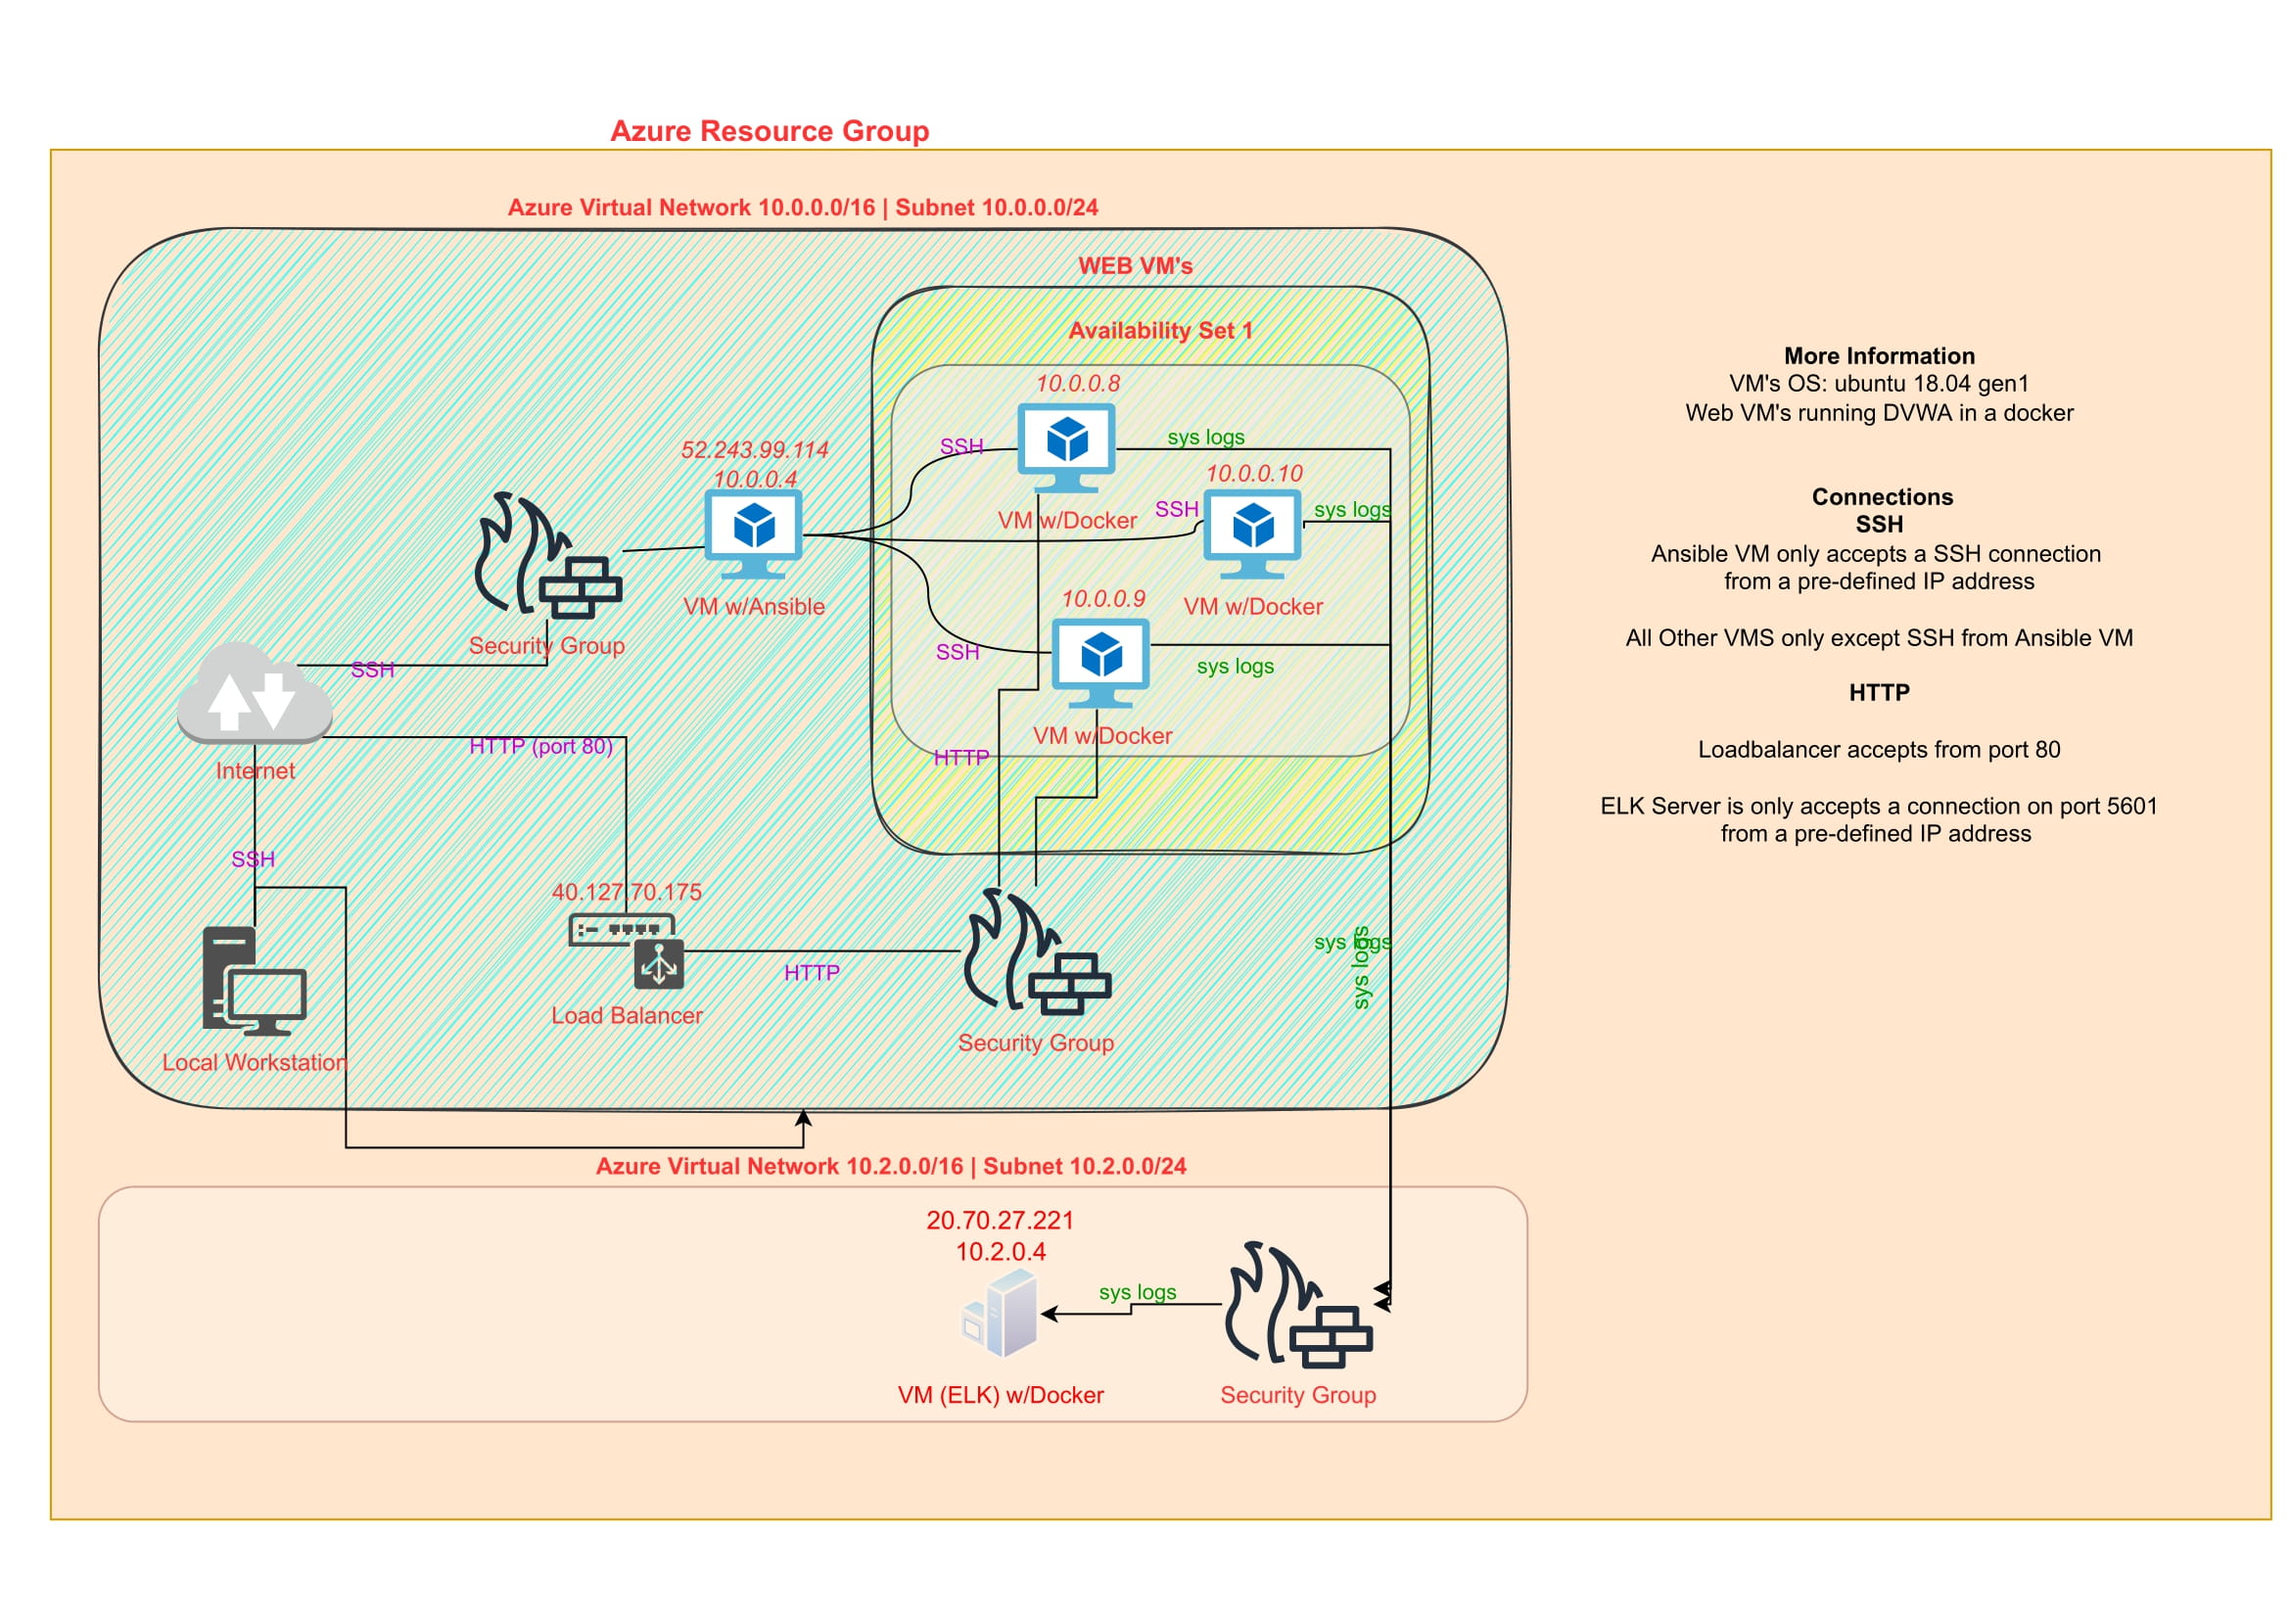 Azure Resource Group
Azure Virtual Network 10.0.0.0/16 | Subnet 10.0.0.0/24
WEB VM's
Availability Set 1
10.0.0.8
SSH
sys logs
VM w/Docker
10.0.0.10
SSH
sys logs
VM w/Docker
10.0.0.9
SSH
sys logs
VM w/Docker
HTTP
52.243.99.114
10.0.0.4
VM w/Ansible
Security Group
SSH
Internet
HTTP (port 80)
SSH
Local Workstation
40.127.70.175
Load Balancer
HTTP
Security Group
sys logs
sys logs
Azure Virtual Network 10.2.0.0/16 | Subnet 10.2.0.0/24
20.70.27.221
10.2.0.4
VM (ELK) w/Docker
sys logs
Security Group
More Information
VM's OS: ubuntu 18.04 gen1
Web VM's running DVWA in a docker
Connections
SSH
Ansible VM only accepts a SSH connection
from a pre-defined IP address
All Other VMS only except SSH from Ansible VM
HTTP
Loadbalancer accepts from port 80
ELK Server is only accepts a connection on port 5601
from a pre-defined IP address